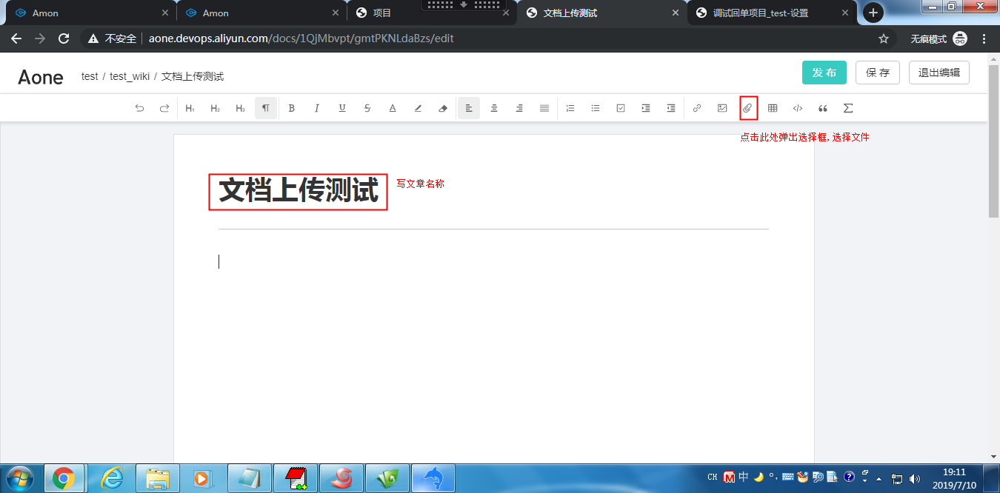 Amon
Amon
项目
文档上传测试
调试回单项目_test-设置
不安全 aone.devops.aliyun.com/docs/1QjMbvpt/gmtPKNLdaBzs/edit
无痕模式
Aone
test / test_wiki / 文档上传测试
发 布
保 存
退出编辑
H1 H2 H3 B I U S A
点击此处弹出选择框, 选择文件
文档上传测试
写文章名称
CH M 中
19:11
2019/7/10